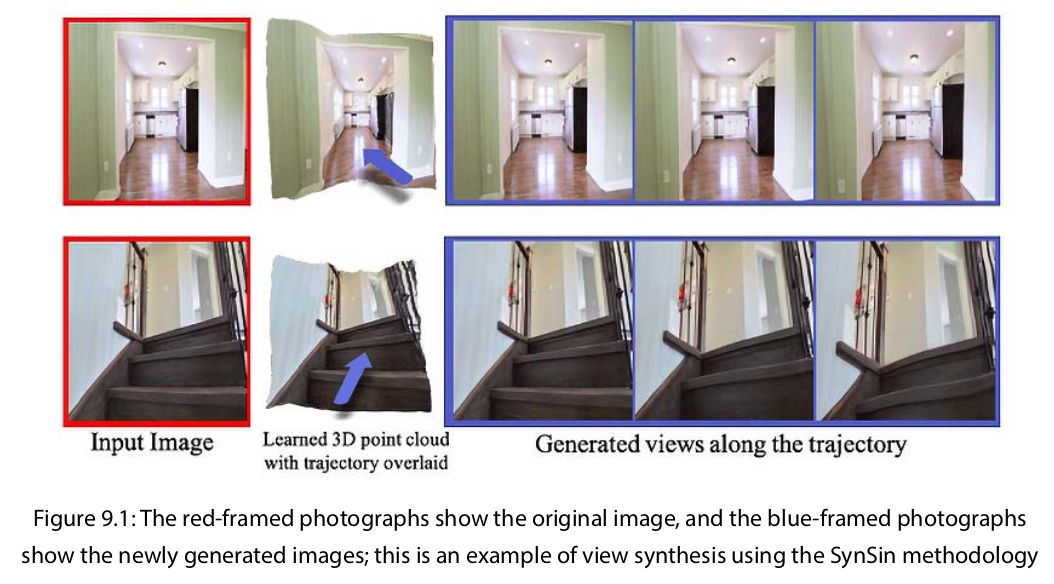 Input Image
Learned 3D point cloud
with trajectory overlaid
Generated views along the trajectory
Figure 9.1: The red-framed photographs show the original image, and the blue-framed photographs
show the newly generated images; this is an example of view synthesis using the SynSin methodology